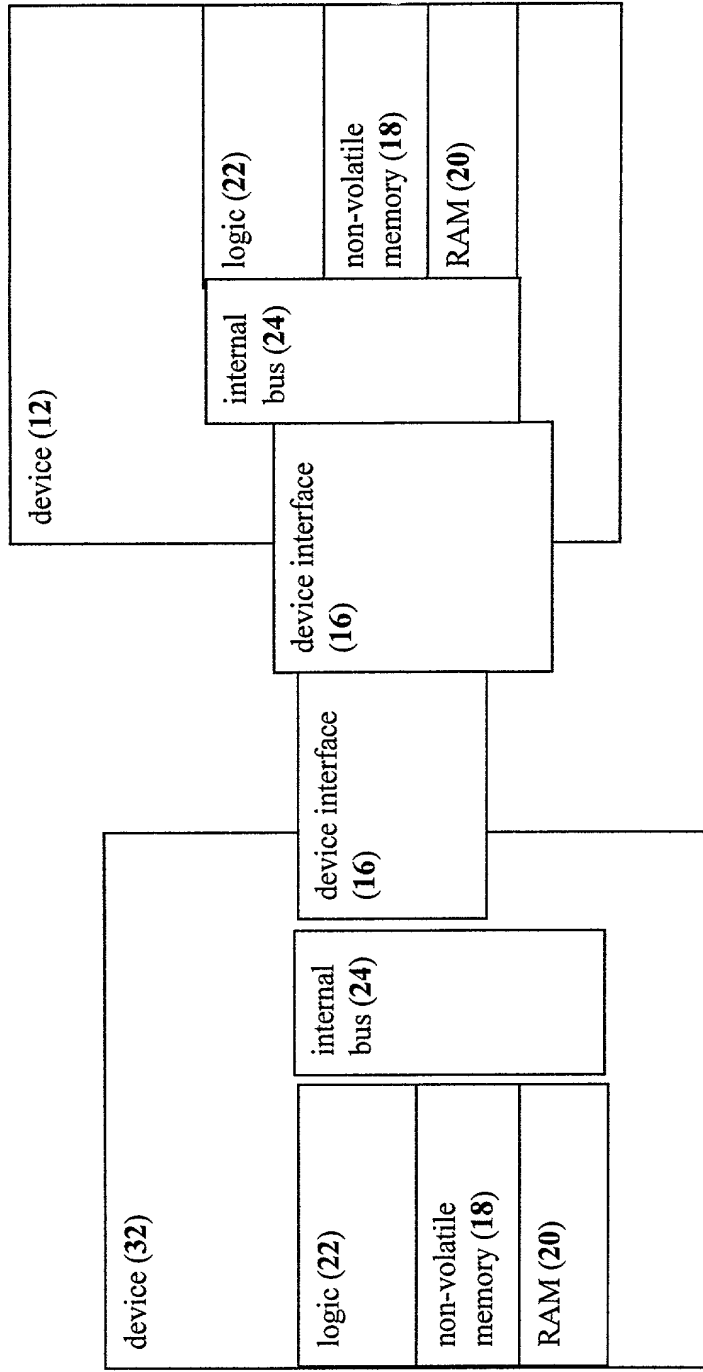 device (32)
logic (22)
non-volatile
memory (18)
RAM (20)
internal
bus (24)
device interface
(16)
device (12)
device interface
(16)
internal
bus (24)
logic (22)
non-volatile
memory (18)
RAM (20)